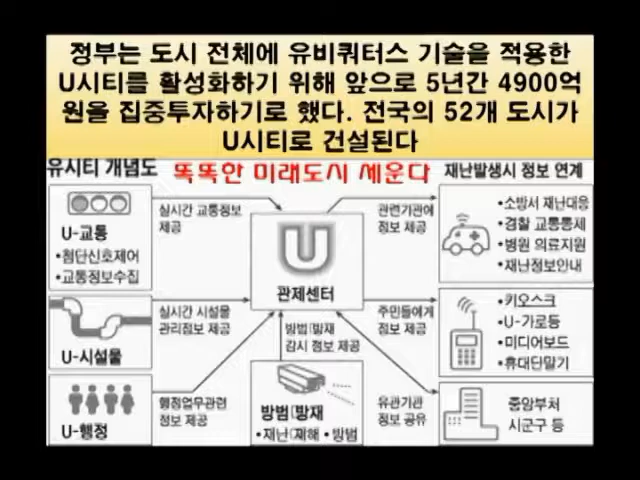 정부는 도시 전체에 유비쿼터스 기술을 적용한
U시티를 활성화하기 위해 앞으로 5년간 4900억
원을 집중투자하기로 했다. 전국의 52개 도시가
U시티로 건설된다
유시티 개념도
똑똑한 미래도시 세운다
재난발생시 정보 연계
U-교통
•첨단신호제어
•교통정보수집
실시간 교통정보
제공
U
관제센터
관련기관에
정보 제공
•소방서 재난대응
•경찰 교통통제
•병원 의료지원
•재난정보안내
U-시설물
실시간 시설물
관리정보 제공
방범/방재
감시 정보 제공
주민들에게
정보 제공
•키오스크
•U-가로등
•미디어보드
•휴대단말기
U-행정
행정업무관련
정보 제공
방범/방재
•재난/재해 •방범
유관기관
정보 공유
중앙부처
시군구 등